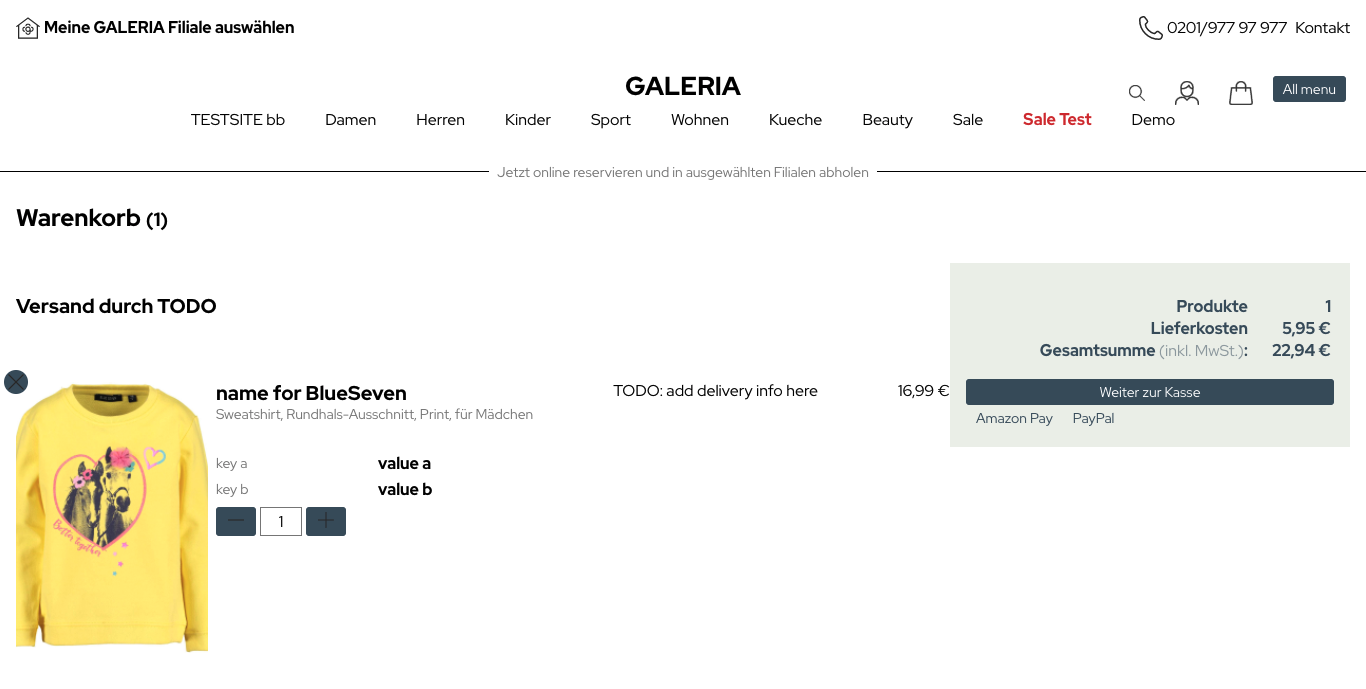 Meine GALERIA Filiale auswählen
0201/977 97 977 Kontakt
GALERIA
All menu
TESTSITE bb Damen Herren Kinder Sport Wohnen Kueche Beauty Sale Sale Test Demo
Jetzt online reservieren und in ausgewählten Filialen abholen
Warenkorb (1)
Versand durch TODO
name for BlueSeven
Sweatshirt, Rundhals-Ausschnitt, Print, für Mädchen
TODO: add delivery info here
16,99 €
key a value a
key b value b
1
Better together
Produkte 1
Lieferkosten 5,95 €
Gesamtsumme (inkl. MwSt.): 22,94 €
Weiter zur Kasse
Amazon Pay PayPal